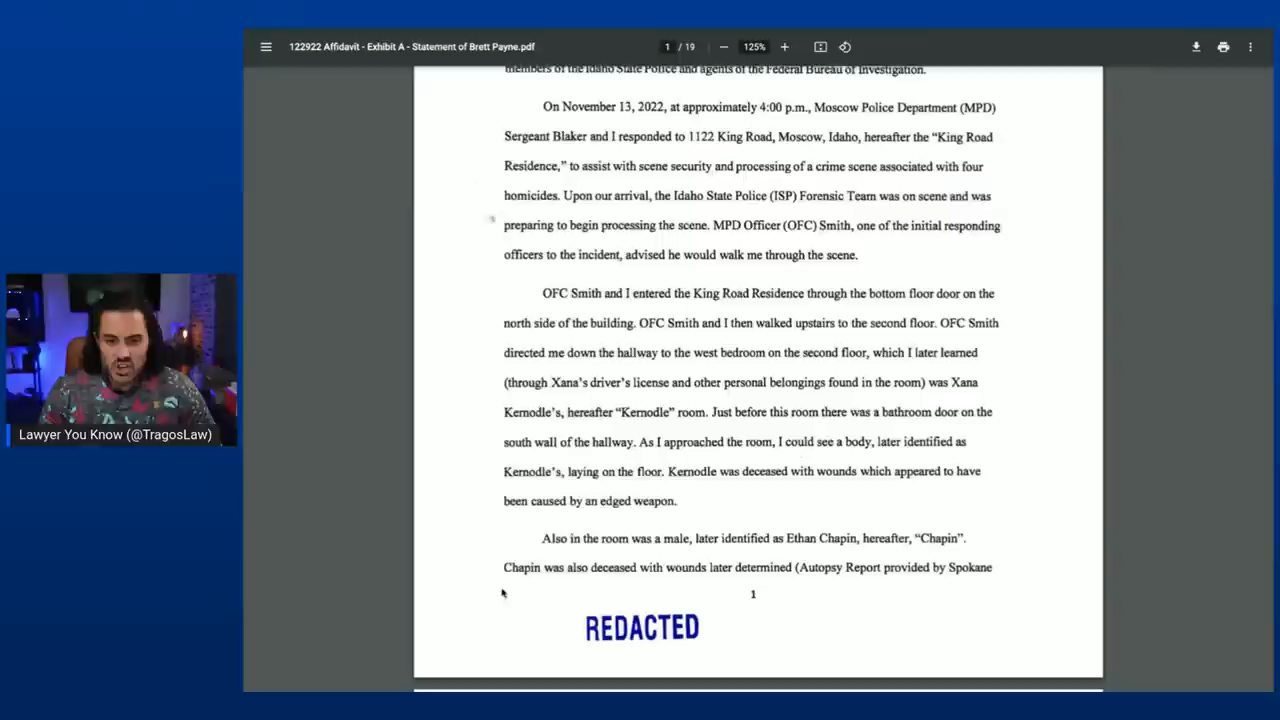 122922 Affidavit - Exhibit A - Statement of Brett Payne.pdf
1 / 19
125%
members of the Idaho State Police and agents of the Federal Bureau of Investigation.
On November 13, 2022, at approximately 4:00 p.m., Moscow Police Department (MPD)
Sergeant Blaker and I responded to 1122 King Road, Moscow, Idaho, hereafter the “King Road
Residence,” to assist with scene security and processing of a crime scene associated with four
homicides. Upon our arrival, the Idaho State Police (ISP) Forensic Team was on scene and was
preparing to begin processing the scene. MPD Officer (OFC) Smith, one of the initial responding
officers to the incident, advised he would walk me through the scene.
OFC Smith and I entered the King Road Residence through the bottom floor door on the
north side of the building. OFC Smith and I then walked upstairs to the second floor. OFC Smith
directed me down the hallway to the west bedroom on the second floor, which I later learned
(through Xana’s driver’s license and other personal belongings found in the room) was Xana
Kernodle’s, hereafter “Kernodle” room. Just before this room there was a bathroom door on the
south wall of the hallway. As I approached the room, I could see a body, later identified as
Kernodle’s, laying on the floor. Kernodle was deceased with wounds which appeared to have
been caused by an edged weapon.
Also in the room was a male, later identified as Ethan Chapin, hereafter, “Chapin”.
Chapin was also deceased with wounds later determined (Autopsy Report provided by Spokane
1
REDACTED
Lawyer You Know (@TragosLaw)